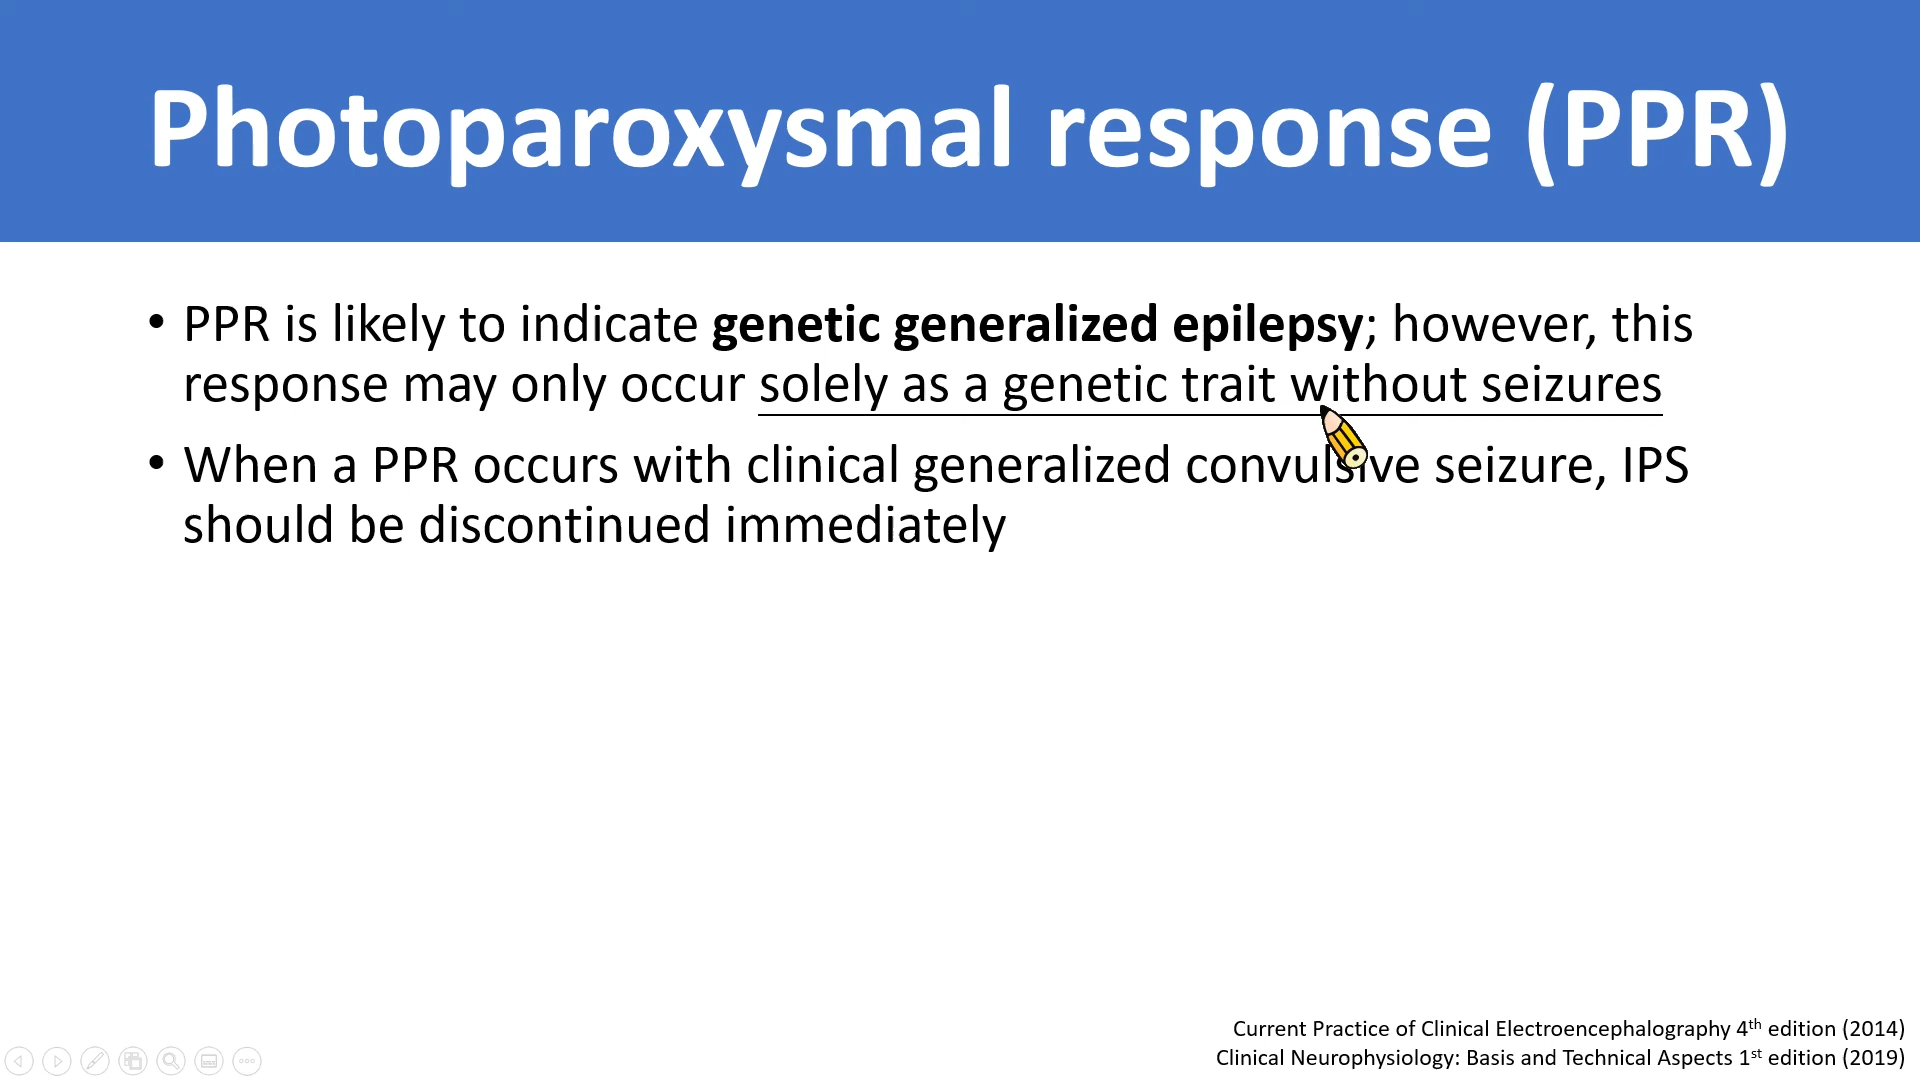 Photoparoxysmal response (PPR)
• PPR is likely to indicate genetic generalized epilepsy; however, this
response may only occur solely as a genetic trait without seizures
• When a PPR occurs with clinical generalized convulsive seizure, IPS
should be discontinued immediately
Current Practice of Clinical Electroencephalography 4th edition (2014)
Clinical Neurophysiology: Basis and Technical Aspects 1st edition (2019)